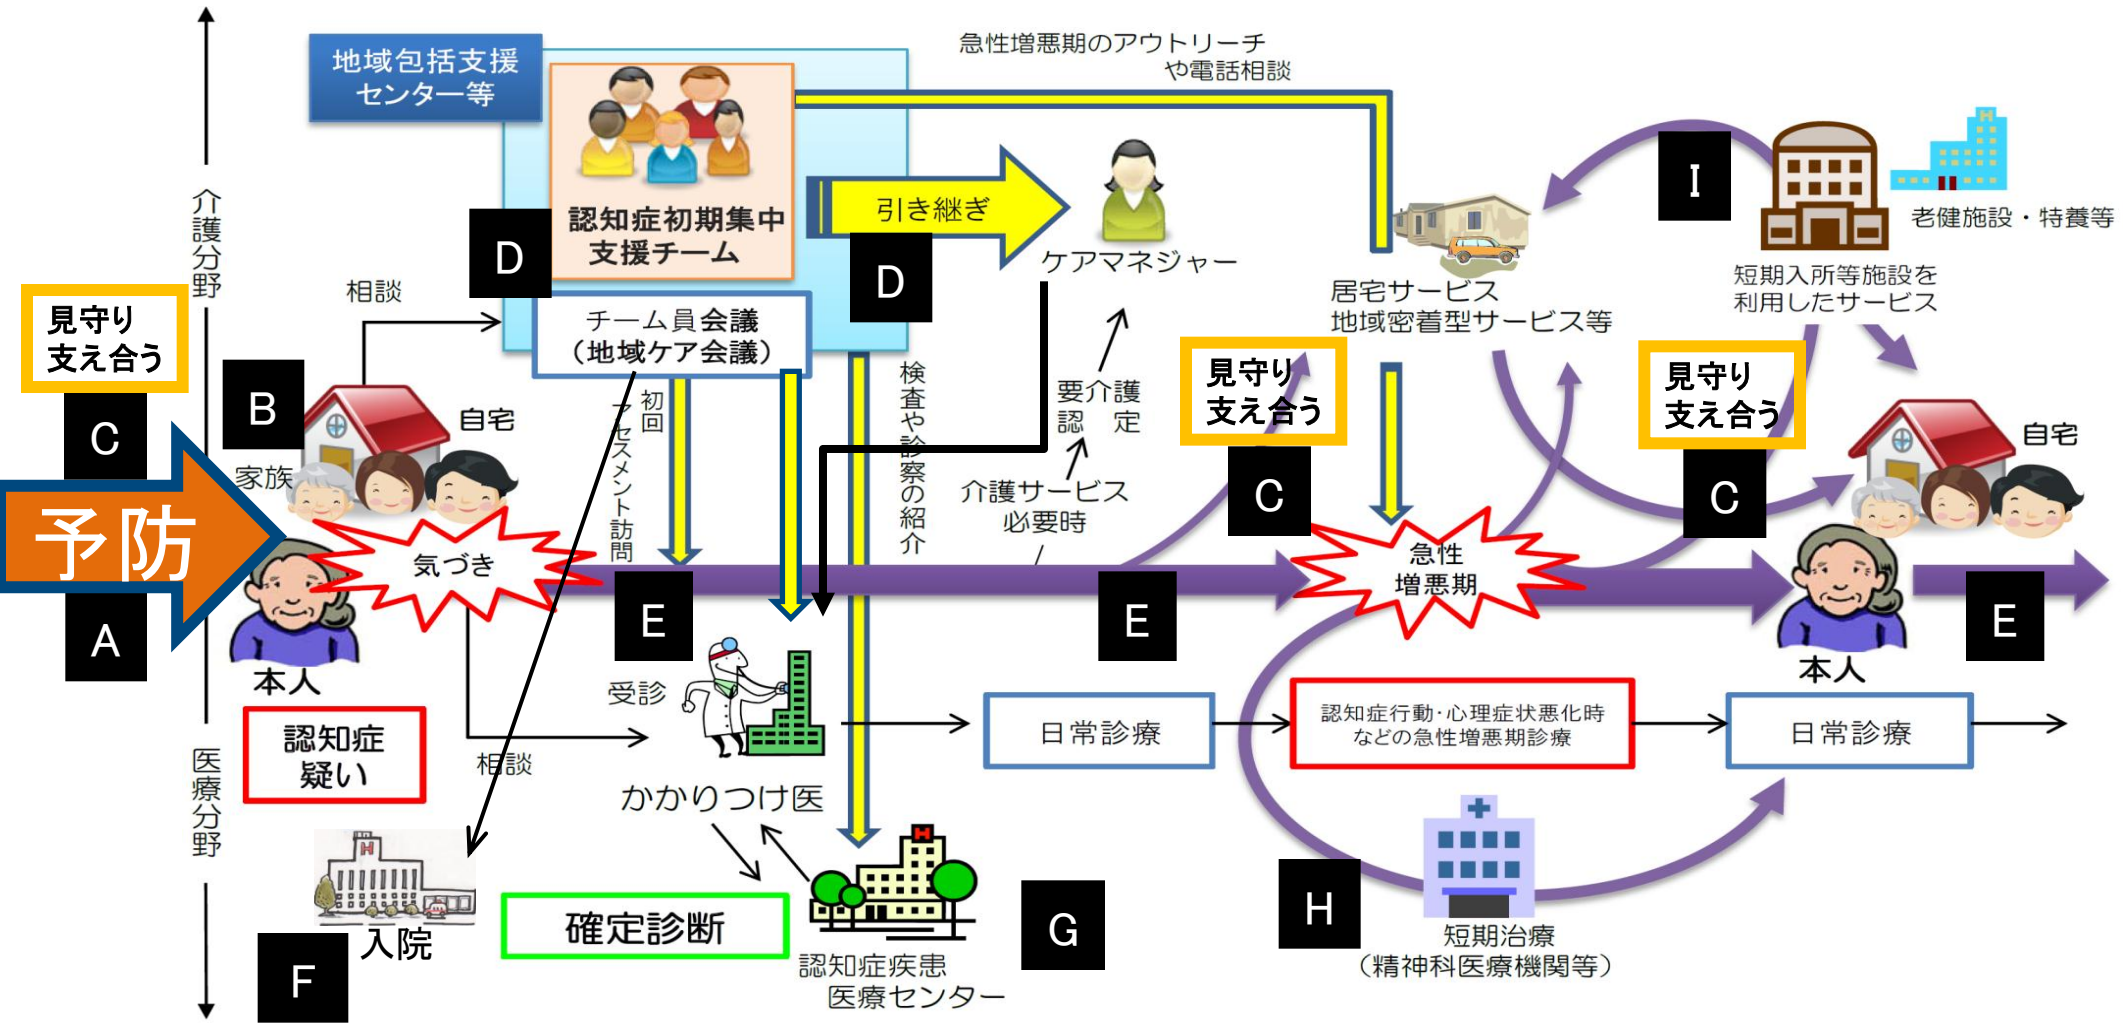 急性増悪期のアウトリーチ
や電話相談
地域包括支援
センター等
認知症初期集中
支援チーム
D
引き継ぎ
D
ケアマネジャー
I
老健施設・特養等
短期入所等施設を
利用したサービス
居宅サービス
地域密着型サービス等
介護分野
相談
チーム員会議
（地域ケア会議）
見守り
支え合う
C
B
自宅
家族
初回
アセスメント訪問
検査や診察の紹介
要介護
認　定
介護サービス
必要時
見守り
支え合う
C
見守り
支え合う
C
自宅
予防
気づき
急性
増悪期
A
本人
E
E
本人
E
認知症
疑い
相談
受診
かかりつけ医
日常診療
認知症行動・心理症状悪化時
などの急性増悪期診療
日常診療
医療分野
H
入院
F
確定診断
H
認知症疾患
医療センター
G
H
短期治療
（精神科医療機関等）